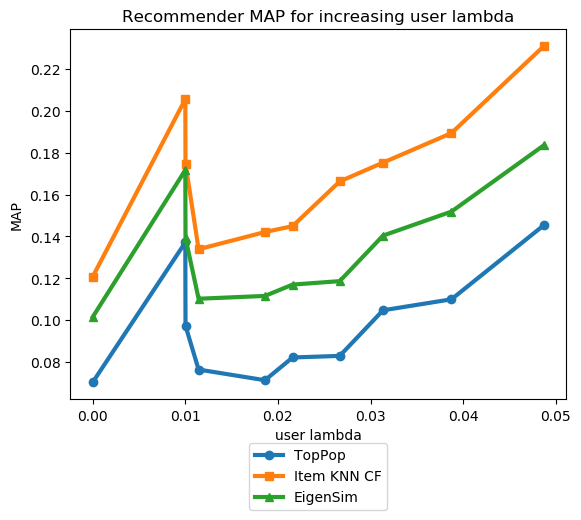 Recommender MAP for increasing user lambda
MAP
0.22
0.20
0.18
0.16
0.14
0.12
0.10
0.08
0.00 0.01 0.02 0.03 0.04 0.05
user lambda
TopPop
Item KNN CF
EigenSim